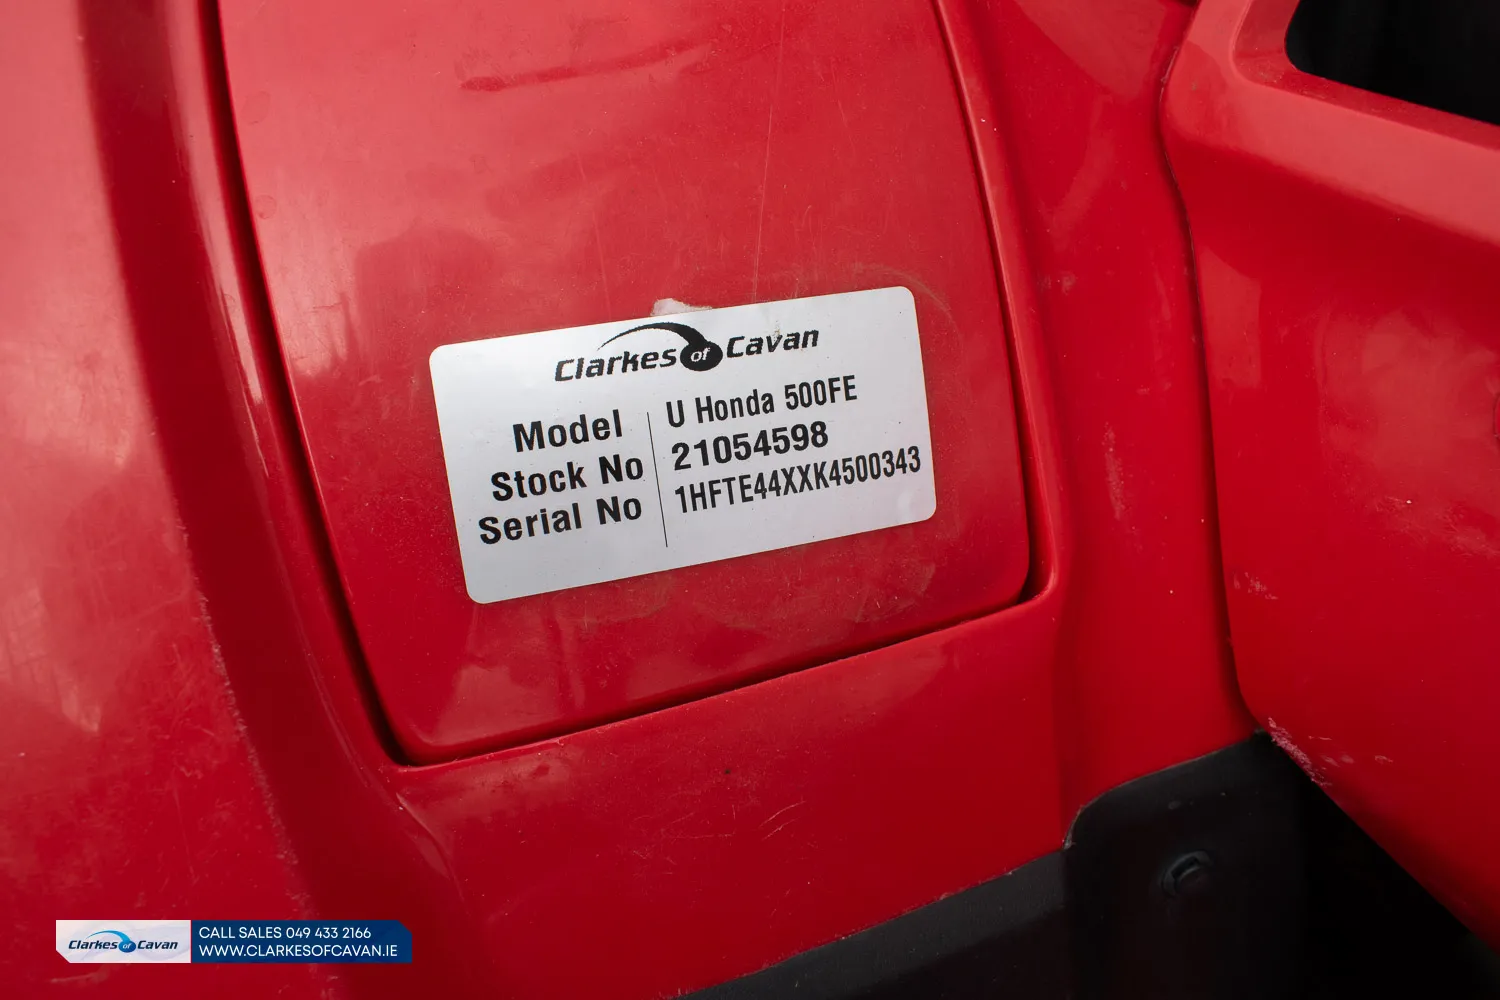 Clarkes of Cavan
Model U Honda 500FE
Stock No 21054598
Serial No 1HFTE44XXK4500343
Clarkes of Cavan
CALL SALES 049 433 2166
WWW.CLARKESOFCAVAN.IE